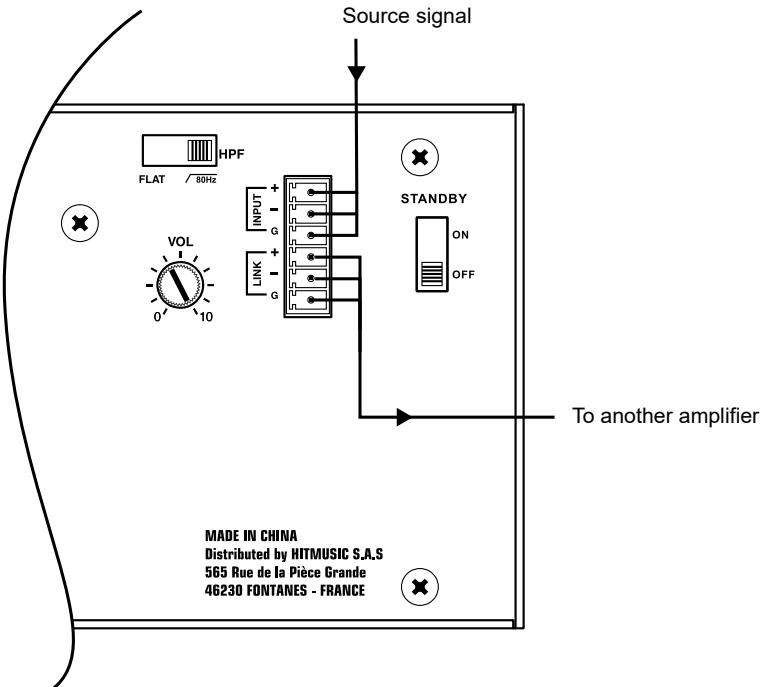 Source signal
HPF
FLAT
80Hz
STANDBY
ON
OFF
INPUT
+
−
G
LINK
+
−
G
VOL
0
10
To another amplifier
MADE IN CHINA
Distributed by HITMUSIC S.A.S
565 Rue de la Pièce Grande
46230 FONTANES - FRANCE